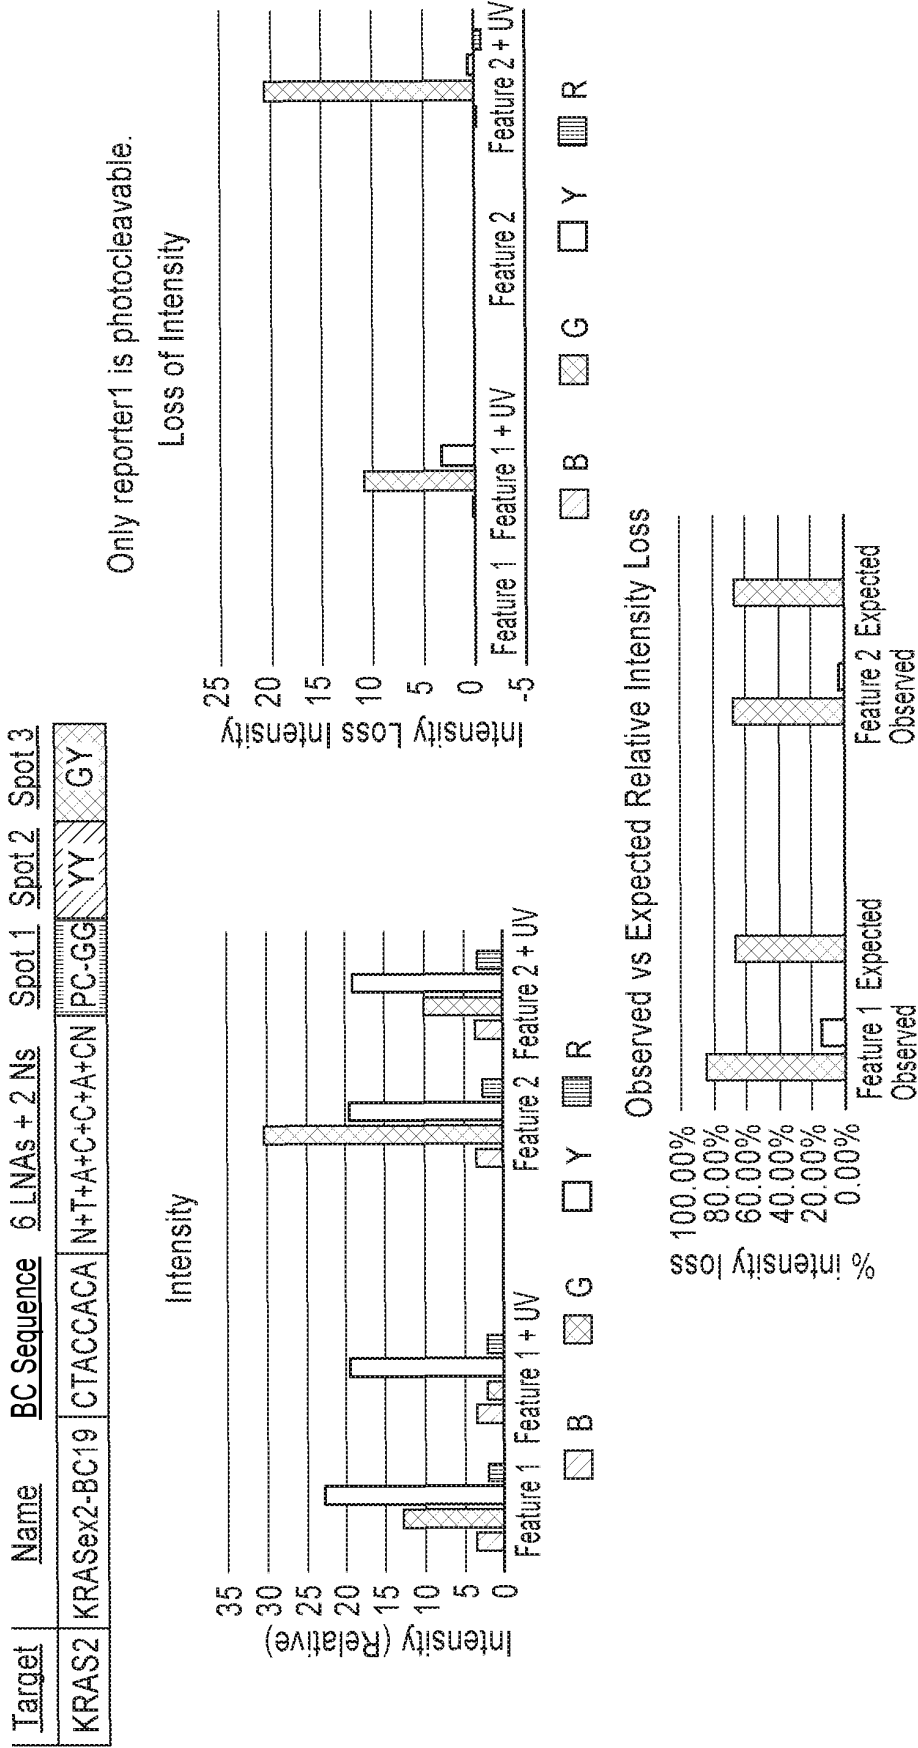 Target Name BC Sequence 6 LNAs + 2 Ns Spot 1 Spot 2 Spot 3
KRAS2 KRASex2-BC19 CTACCACA N+T+A+C+C+A+CN PC-GG YY GY
Only reporter1 is photocleavable.
Intensity
Intensity (Relative)
35
30
25
20
15
10
5
0
Feature 1 Feature 1 + UV Feature 2 Feature 2 + UV
B G Y R
Loss of Intensity
Intensity Loss Intensity
25
20
15
10
5
0
-5
Feature 1 Feature 1 + UV Feature 2 Feature 2 + UV
B G Y R
Observed vs Expected Relative Intensity Loss
% intensity loss
100.00%
80.00%
60.00%
40.00%
20.00%
0.00%
Feature 1 Expected Feature 2 Expected
Observed Observed